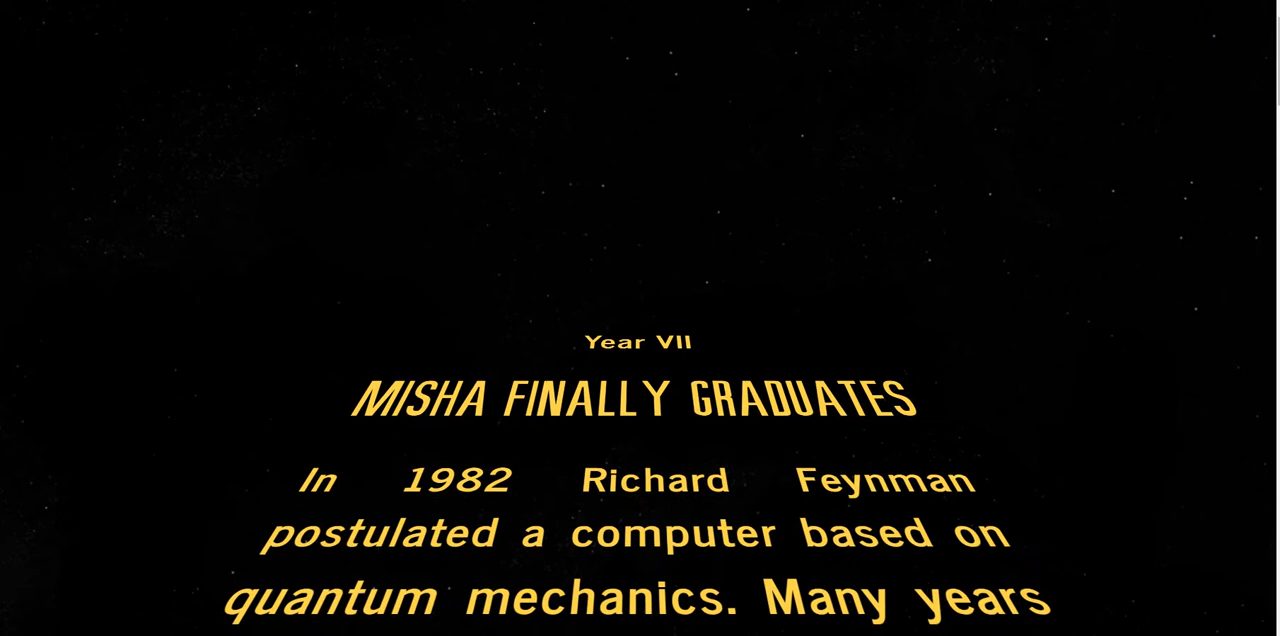 Year VII
MISHA FINALLY GRADUATES
In 1982 Richard Feynman
postulated a computer based on
quantum mechanics. Many years